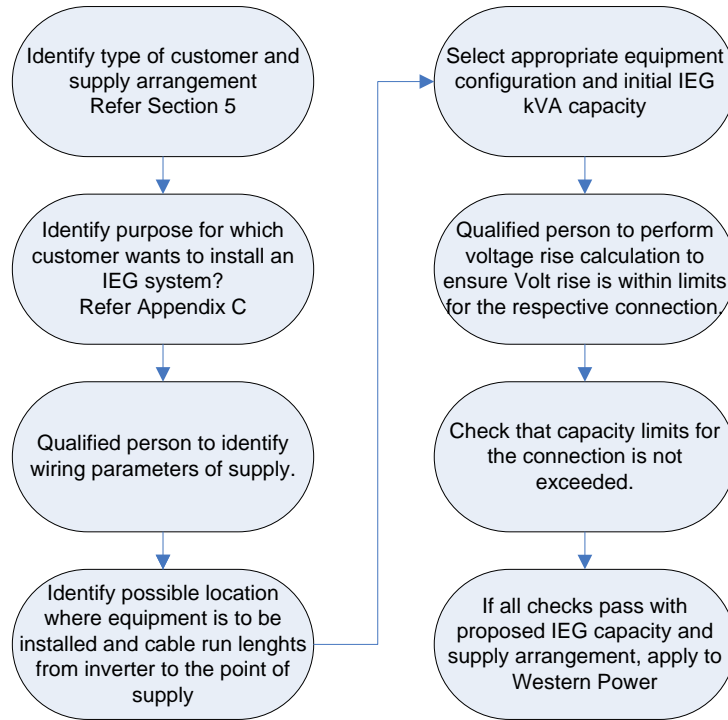 Identify type of customer and
supply arrangement
Refer Section 5
Identify purpose for which
customer wants to install an
IEG system?
Refer Appendix C
Qualified person to identify
wiring parameters of supply.
Identify possible location
where equipment is to be
installed and cable run lenghts
from inverter to the point of
supply
Select appropriate equipment
configuration and initial IEG
kVA capacity
Qualified person to perform
voltage rise calculation to
ensure Volt rise is within limits
for the respective connection.
Check that capacity limits for
the connection is not
exceeded.
If all checks pass with
proposed IEG capacity and
supply arrangement, apply to
Western Power